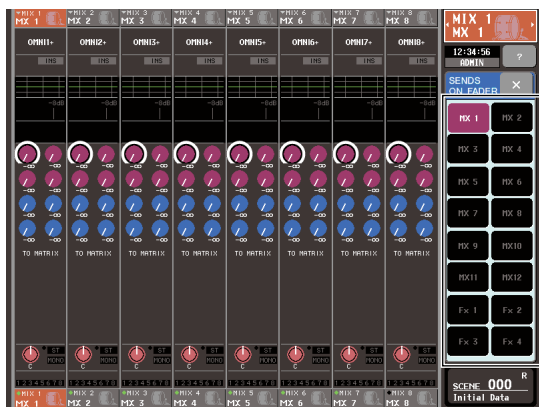 MIX 1 MIX 2 MIX 3 MIX 4 MIX 5 MIX 6 MIX 7 MIX 8
MX 1 MX 2 MX 3 MX 4 MX 5 MX 6 MX 7 MX 8
OMNI1+ OMNI2+ OMNI3+ OMNI4+ OMNI5+ OMNI6+ OMNI7+ OMNI8+
INS INS INS INS INS INS INS INS
-0dB -0dB -0dB -0dB -0dB -0dB -0dB -0dB
-∞ -∞ -∞ -∞ -∞ -∞ -∞ -∞ -∞ -∞ -∞ -∞ -∞ -∞ -∞ -∞
-∞ -∞ -∞ -∞ -∞ -∞ -∞ -∞ -∞ -∞ -∞ -∞ -∞ -∞ -∞ -∞
-∞ -∞ -∞ -∞ -∞ -∞ -∞ -∞ -∞ -∞ -∞ -∞ -∞ -∞ -∞ -∞
-∞ -∞ -∞ -∞ -∞ -∞ -∞ -∞ -∞ -∞ -∞ -∞ -∞ -∞ -∞ -∞
TO MATRIX TO MATRIX TO MATRIX TO MATRIX TO MATRIX TO MATRIX TO MATRIX TO MATRIX
ST ST ST ST ST ST ST ST
MONO MONO MONO MONO MONO MONO MONO MONO
C C C C C C C C
12345678 12345678 12345678 12345678 12345678 12345678 12345678 12345678
MIX 1 MIX 2 MIX 3 MIX 4 MIX 5 MIX 6 MIX 7 MIX 8
MX 1 MX 2 MX 3 MX 4 MX 5 MX 6 MX 7 MX 8
MIX 1
MX 1
12:34:56
ADMIN
?
SENDS
ON FADER
×
MX 1 MX 2
MX 3 MX 4
MX 5 MX 6
MX 7 MX 8
MX 9 MX10
MX11 MX12
Fx 1 Fx 2
Fx 3 Fx 4
R
SCENE 000
Initial Data